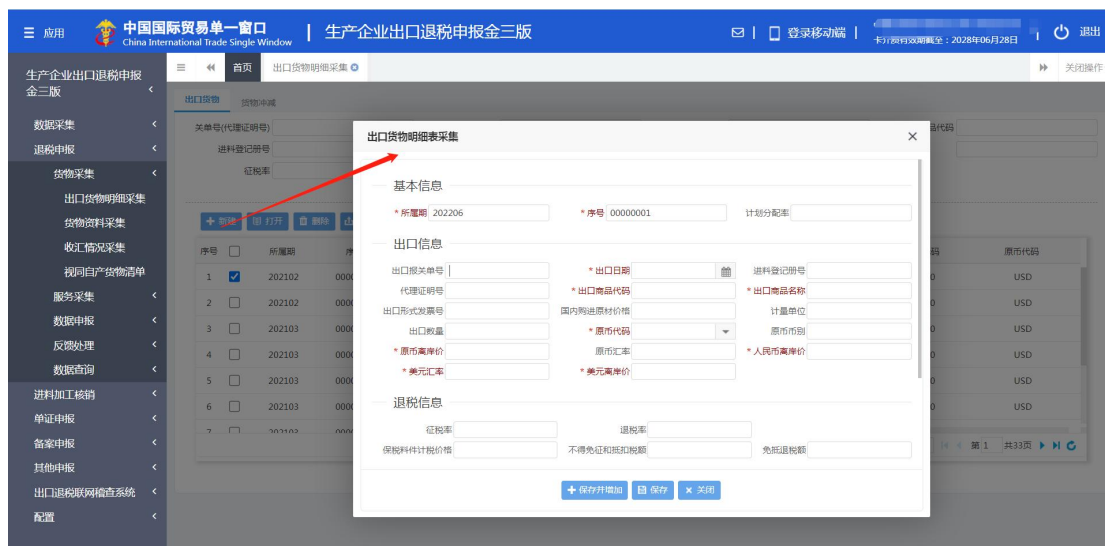 应用
中国国际贸易单一窗口
China International Trade Single Window
生产企业出口退税申报金三版
登录移动端
卡介质有效期截至：2028年06月28日
退出
生产企业出口退税申报
金三版
数据采集
退税申报
货物采集
出口货物明细采集
货物资料采集
收汇情况采集
视同自产货物清单
服务采集
数据申报
反馈处理
数据查询
进料加工核销
单证申报
备案申报
其他申报
出口退税联网稽查系统
配置
首页
出口货物明细采集
关闭操作
出口货物
货物冲减
关单号(代理证明号)
进料登记册号
征税率
品代码
新建
打开
删除
序号 所属期 序 码 原币代码
1 202102 0000 0 USD
2 202102 0000 0 USD
3 202103 0000 0 USD
4 202103 0000 0 USD
5 202103 0000 0 USD
6 202103 0000 0 USD
7 202103 0000
第 1 共33页
出口货物明细表采集
基本信息
* 所属期 202206 * 序号 00000001 计划分配率
出口信息
出口报关单号 * 出口日期 进料登记册号
代理证明号 * 出口商品代码 * 出口商品名称
出口形式发票号 国内购进原材价格 计量单位
出口数量 * 原币代码 原币币别
* 原币离岸价 原币汇率 * 人民币离岸价
* 美元汇率 * 美元离岸价
退税信息
征税率 退税率
保税料件计税价格 不得免征和抵扣税额 免抵退税额
保存并增加 保存 关闭